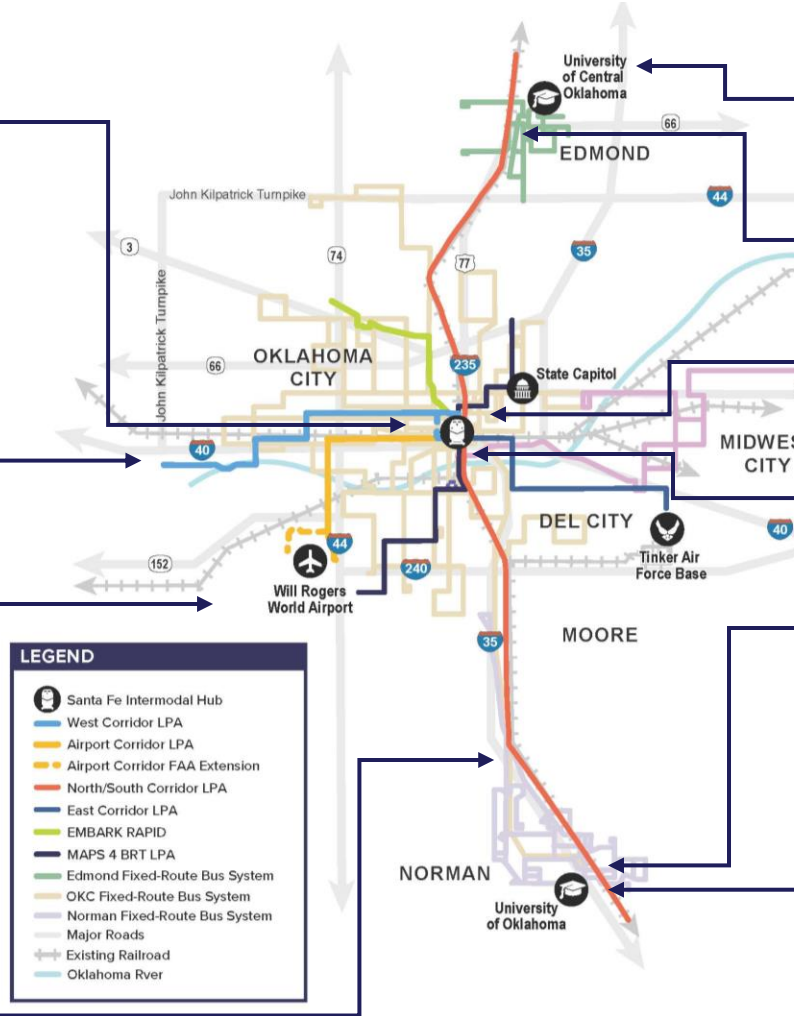 University
of Central
Oklahoma
66
EDMOND
John Kilpatrick Turnpike
44
3
74
77
35
John Kilpatrick Turnpike
OKLAHOMA
CITY
66
235
State Capitol
40
MIDWES
CITY
DEL CITY
40
Tinker Air
Force Base
44
152
240
Will Rogers
World Airport
35
MOORE
LEGEND
Santa Fe Intermodal Hub
West Corridor LPA
Airport Corridor LPA
Airport Corridor FAA Extension
North/South Corridor LPA
East Corridor LPA
EMBARK RAPID
MAPS 4 BRT LPA
Edmond Fixed-Route Bus System
OKC Fixed-Route Bus System
Norman Fixed-Route Bus System
Major Roads
Existing Railroad
Oklahoma Rver
NORMAN
University
of Oklahoma